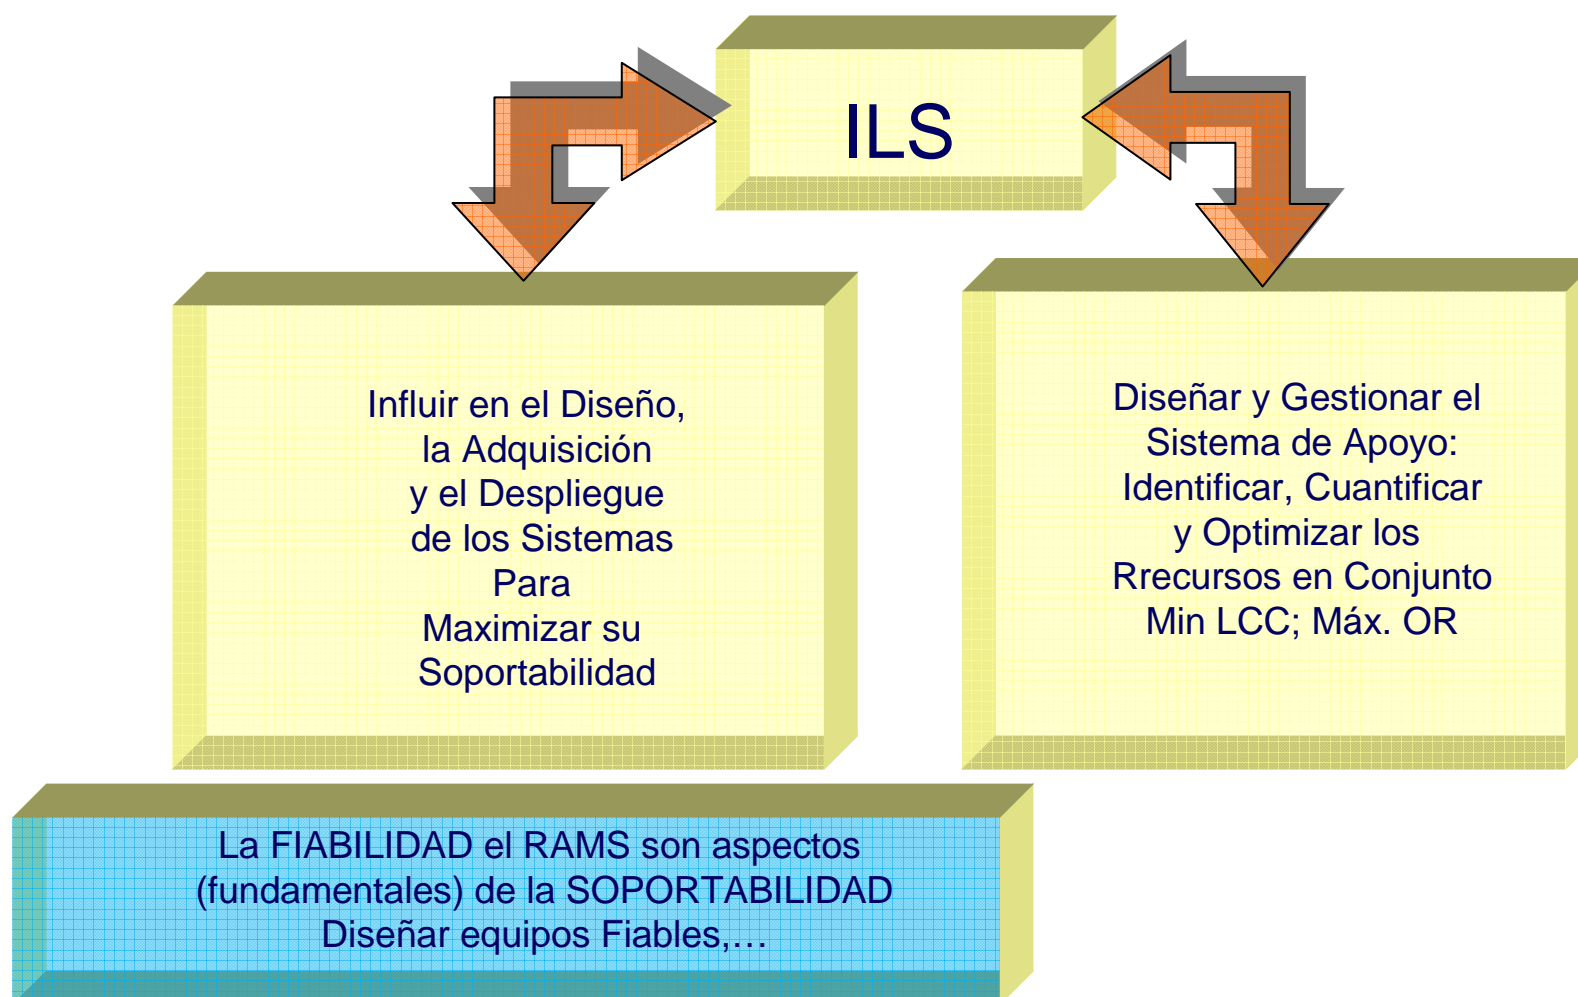 ILS
Influir en el Diseño,
la Adquisición
y el Despliegue
de los Sistemas
Para
Maximizar su
Soportabilidad
Diseñar y Gestionar el
Sistema de Apoyo:
Identificar, Cuantificar
y Optimizar los
Rrecursos en Conjunto
Min LCC; Máx. OR
La FIABILIDAD el RAMS son aspectos
(fundamentales) de la SOPORTABILIDAD
Diseñar equipos Fiables,…